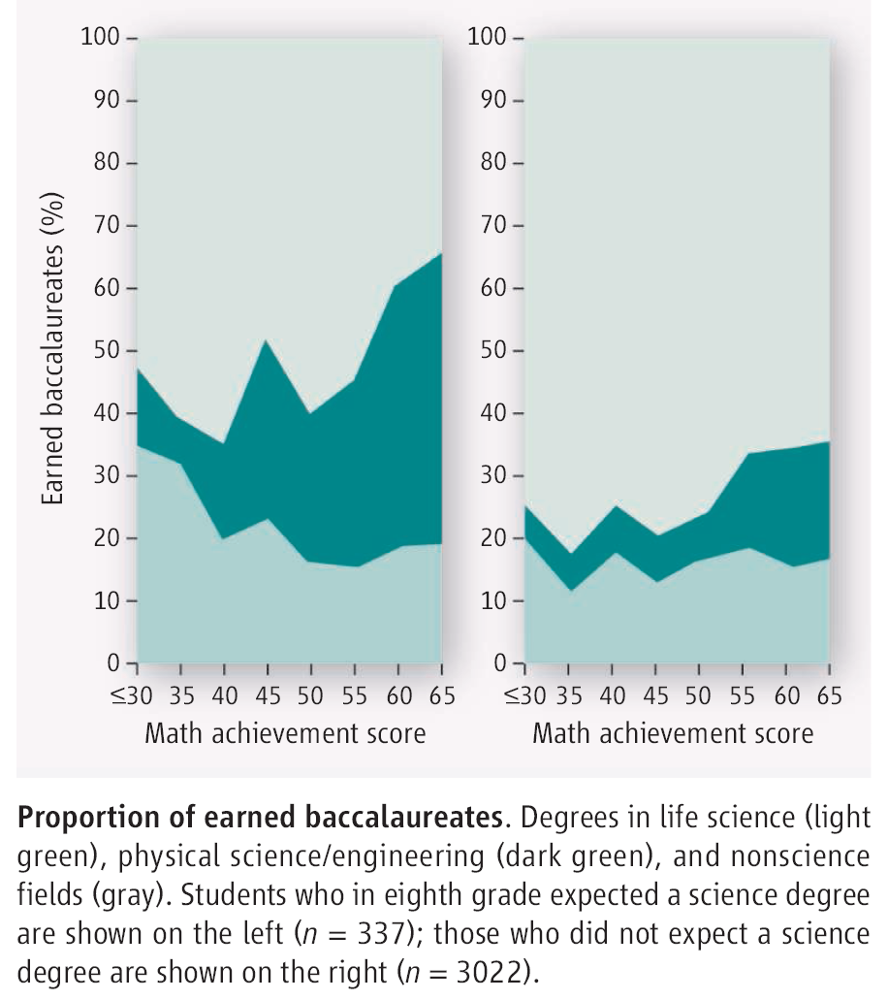 100
90
80
70
60
50
40
30
20
10
0
Earned baccalaureates (%)
≤30 35 40 45 50 55 60 65
Math achievement score
100
90
80
70
60
50
40
30
20
10
0
≤30 35 40 45 50 55 60 65
Math achievement score
Proportion of earned baccalaureates. Degrees in life science (light
green), physical science/engineering (dark green), and nonscience
fields (gray). Students who in eighth grade expected a science degree
are shown on the left (n = 337); those who did not expect a science
degree are shown on the right (n = 3022).